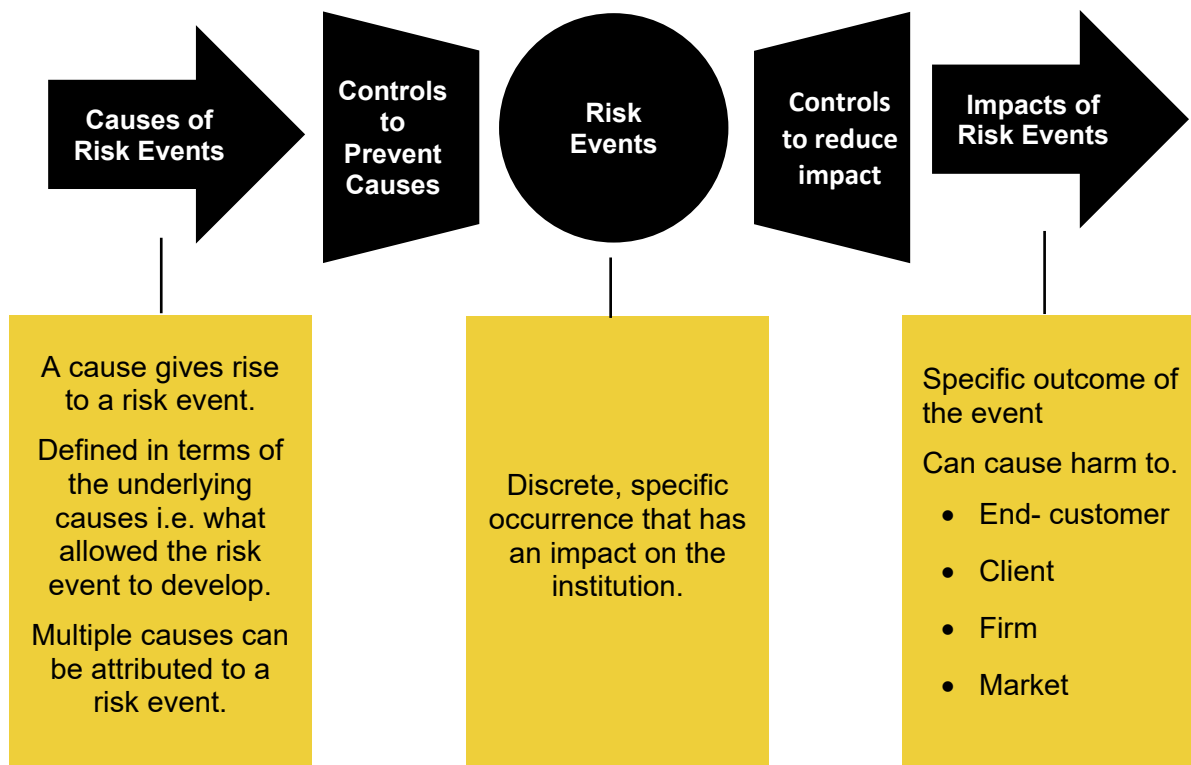 Causes of
Risk Events
Controls
to
Prevent
Causes
Risk
Events
Controls
to reduce
impact
Impacts of
Risk Events
A cause gives rise
to a risk event.
Defined in terms of
the underlying
causes i.e. what
allowed the risk
event to develop.
Multiple causes can
be attributed to a
risk event.
Discrete, specific
occurrence that has
an impact on the
institution.
Specific outcome of
the event
Can cause harm to.
• End- customer
• Client
• Firm
• Market